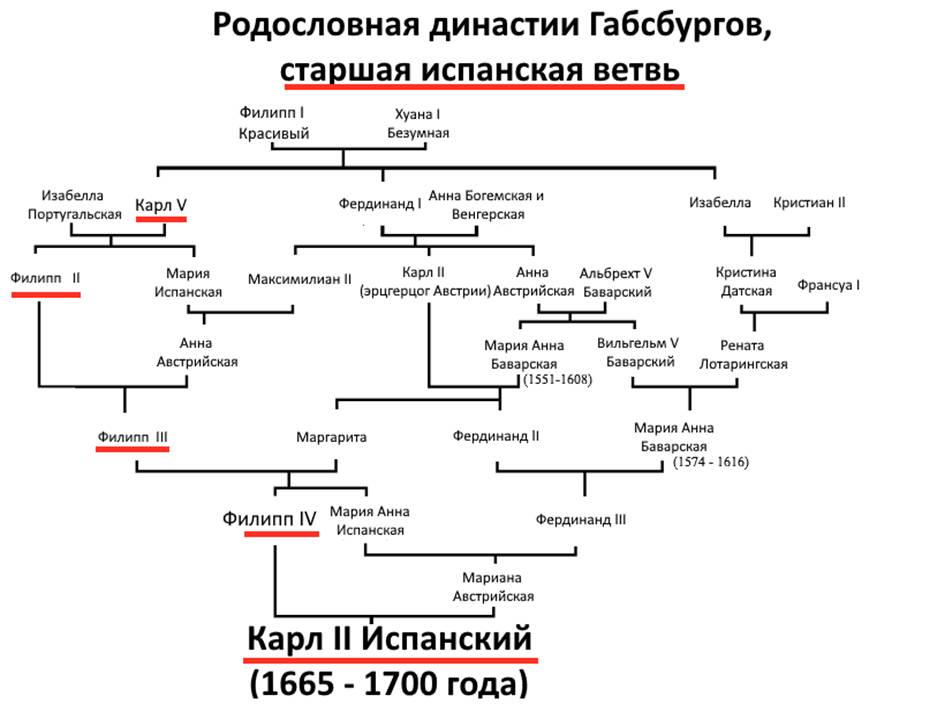 Родословная династии Габсбургов,
старшая испанская ветвь
Филипп I
Красивый
Хуана I
Безумная
Изабелла
Португальская
Карл V
Фердинанд I
Анна Богемская и
Венгерская
Изабелла
Кристиан II
Филипп II
Мария
Испанская
Максимилиан II
Карл II
(эрцгерцог Австрии)
Анна
Австрийская
Альбрехт V
Баварский
Кристина
Датская
Франсуа I
Анна
Австрийская
Мария Анна
Баварская
(1551-1608)
Вильгельм V
Баварский
Рената
Лотарингская
Филипп III
Маргарита
Фердинанд II
Мария Анна
Баварская
(1574 - 1616)
Филипп IV
Мария Анна
Испанская
Фердинанд III
Мариана
Австрийская
Карл II Испанский
(1665 - 1700 года)